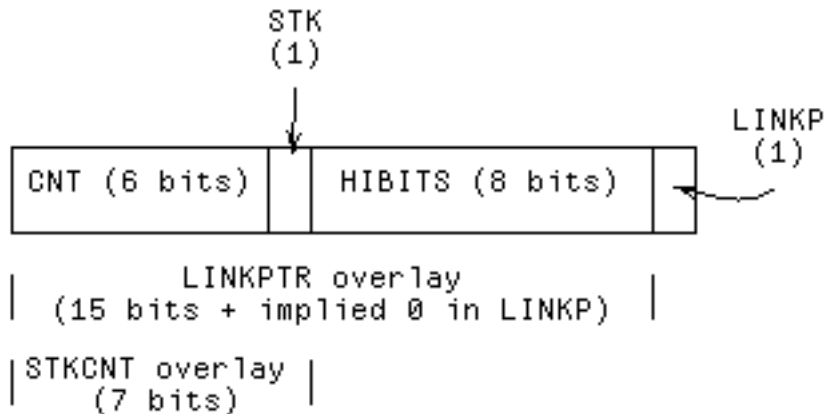 STK
(1)
LINKP
(1)
CNT (6 bits)
HIBITS (8 bits)
LINKPTR overlay
(15 bits + implied 0 in LINKP)
STKCNT overlay
(7 bits)